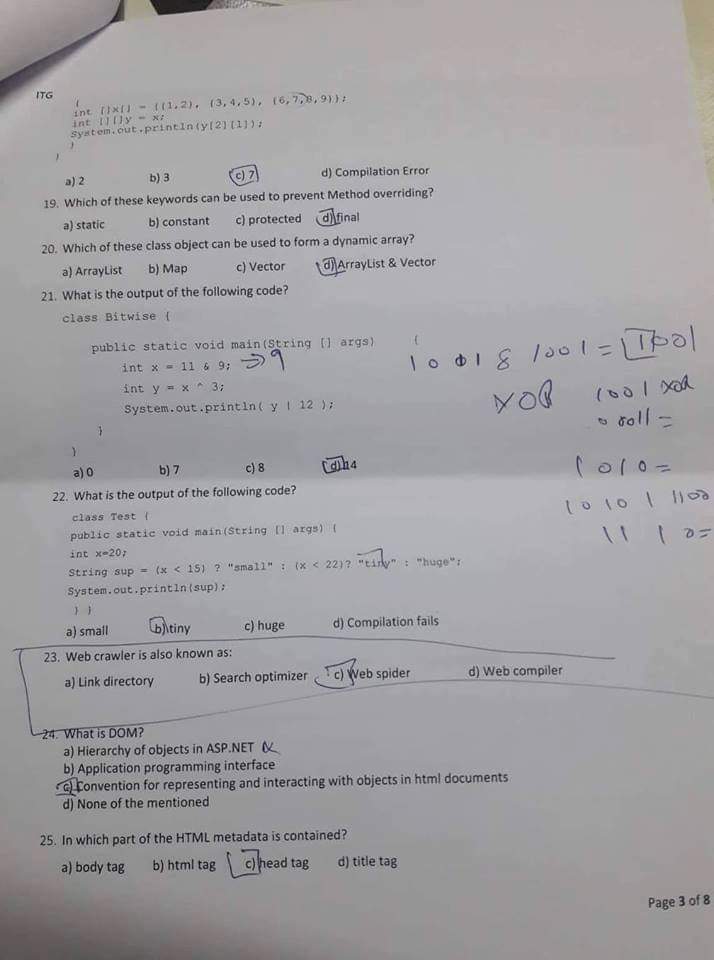 ITG
{
int []x[] = {{1,2}, {3,4,5}, {6,7,8,9}};
int [][]y = x;
System.out.println(y[2][1]);
}
}
a) 2 b) 3 c) 7 d) Compilation Error
19. Which of these keywords can be used to prevent Method overriding?
a) static b) constant c) protected d) final
20. Which of these class object can be used to form a dynamic array?
a) ArrayList b) Map c) Vector d) ArrayList & Vector
21. What is the output of the following code?
class Bitwise {
public static void main(String [] args) {
int x = 11 & 9; => 9
1001 & 1001 = 1001
int y = x ^ 3;
XOR 1001 XOR
System.out.println( y | 12 );
0011 =
}
}
a) 0 b) 7 c) 8 d) 14
1010 =
22. What is the output of the following code?
1010 | 1100
class Test {
1110=
public static void main(String [] args) {
int x=20;
String sup = (x < 15) ? "small" : (x < 22)? "tiny" : "huge";
System.out.println(sup);
} }
a) small b) tiny c) huge d) Compilation fails
23. Web crawler is also known as:
a) Link directory b) Search optimizer c) Web spider d) Web compiler
24. What is DOM?
a) Hierarchy of objects in ASP.NET
b) Application programming interface
c) Convention for representing and interacting with objects in html documents
d) None of the mentioned
25. In which part of the HTML metadata is contained?
a) body tag b) html tag c) head tag d) title tag
Page 3 of 8